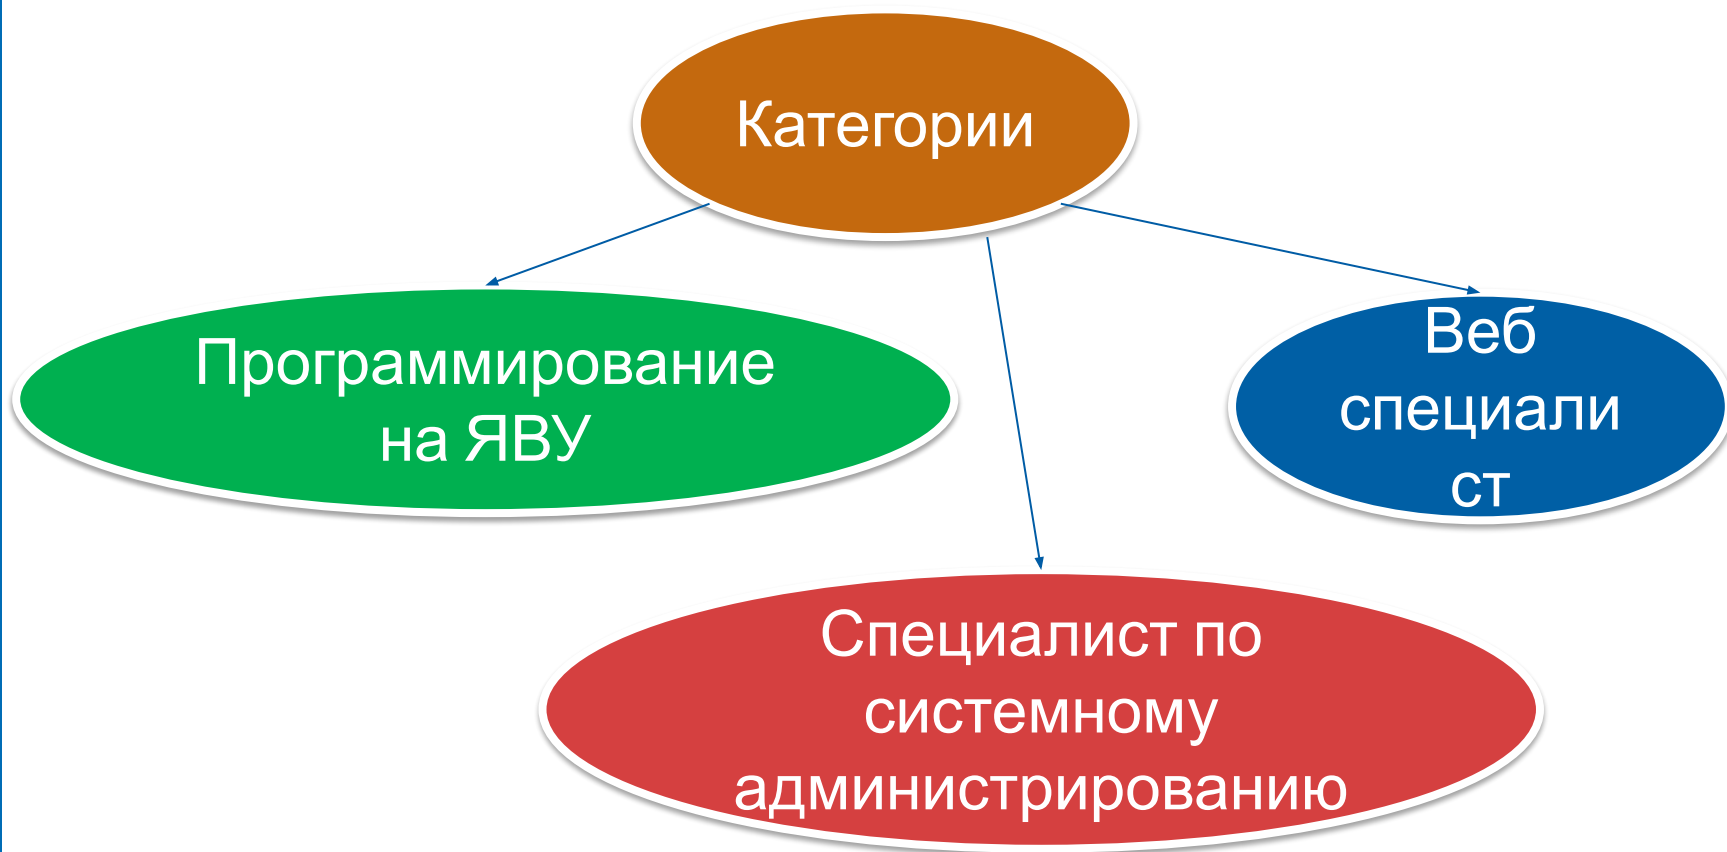 Категории
Программирование
на ЯВУ
Веб
специали
ст
Специалист по
системному
администрированию